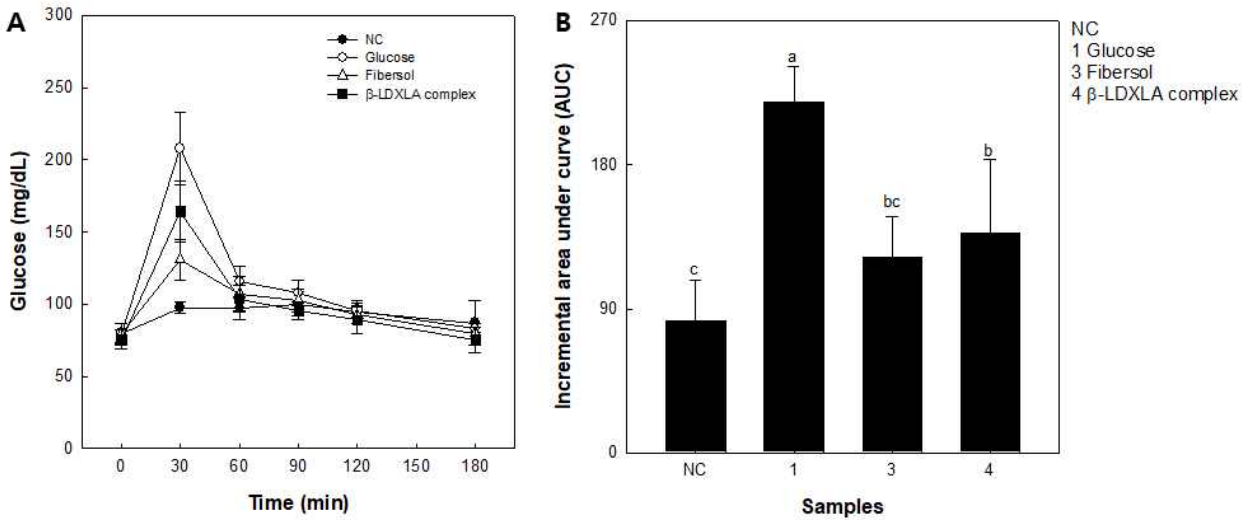 A
300
250
200
150
100
50
0
Glucose (mg/dL)
NC
Glucose
Fibersol
β-LDXLA complex
0 30 60 90 120 150 180
Time (min)
B
270
180
90
0
Incremental area under curve (AUC)
c
a
bc
b
NC 1 3 4
Samples
NC
1 Glucose
3 Fibersol
4 β-LDXLA complex